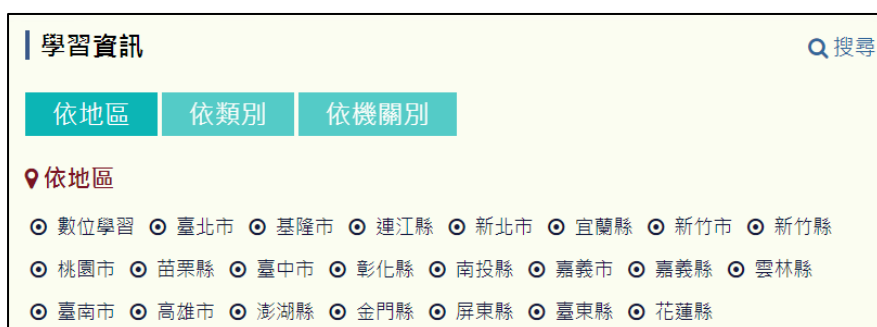 學習資訊 搜尋
依地區 依類別 依機關別
依地區
數位學習 臺北市 基隆市 連江縣 新北市 宜蘭縣 新竹市 新竹縣
桃園市 苗栗縣 臺中市 彰化縣 南投縣 嘉義市 嘉義縣 雲林縣
臺南市 高雄市 澎湖縣 金門縣 屏東縣 臺東縣 花蓮縣